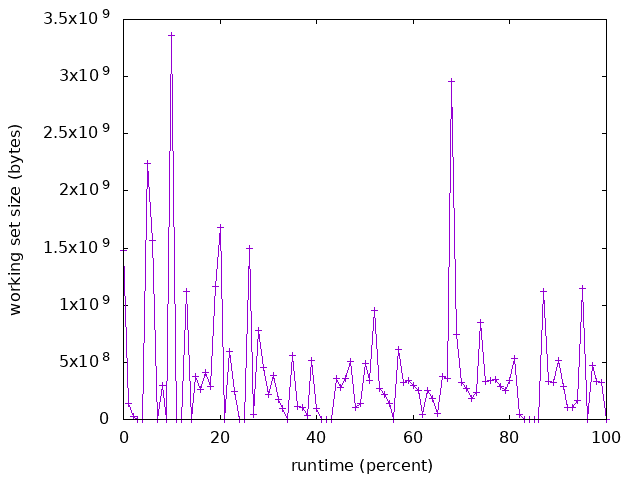 3.5x10^9
3x10^9
2.5x10^9
2x10^9
1.5x10^9
1x10^9
5x10^8
0
working set size (bytes)
0 20 40 60 80 100
runtime (percent)